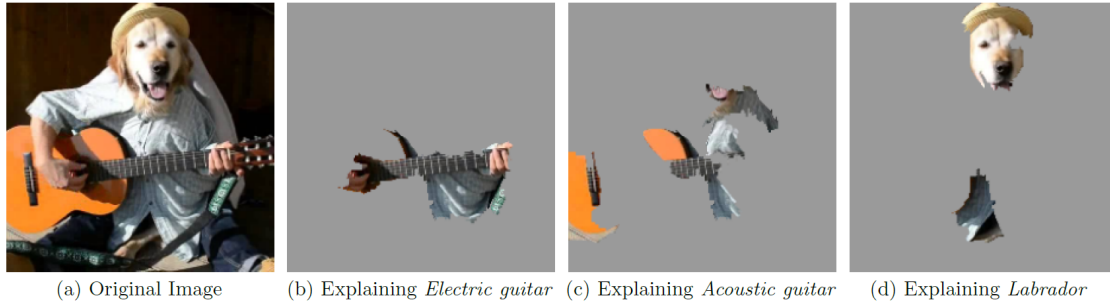 (a) Original Image
(b) Explaining Electric guitar
(c) Explaining Acoustic guitar
(d) Explaining Labrador